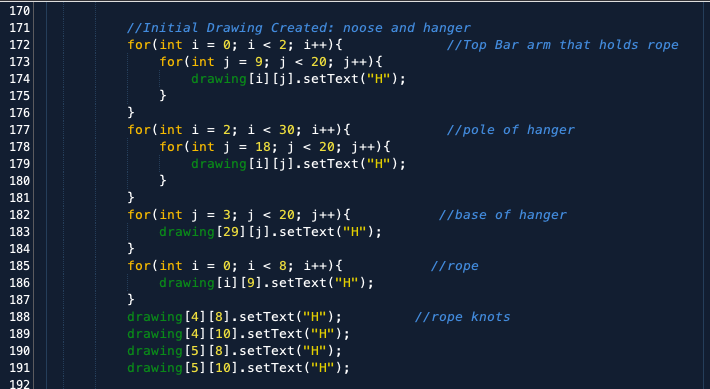 170
171 //Initial Drawing Created: noose and hanger
172 for(int i = 0; i < 2; i++){ //Top Bar arm that holds rope
173 for(int j = 9; j < 20; j++){
174 drawing[i][j].setText("H");
175 }
176 }
177 for(int i = 2; i < 30; i++){ //pole of hanger
178 for(int j = 18; j < 20; j++){
179 drawing[i][j].setText("H");
180 }
181 }
182 for(int j = 3; j < 20; j++){ //base of hanger
183 drawing[29][j].setText("H");
184 }
185 for(int i = 0; i < 8; i++){ //rope
186 drawing[i][9].setText("H");
187 }
188 drawing[4][8].setText("H"); //rope knots
189 drawing[4][10].setText("H");
190 drawing[5][8].setText("H");
191 drawing[5][10].setText("H");
192